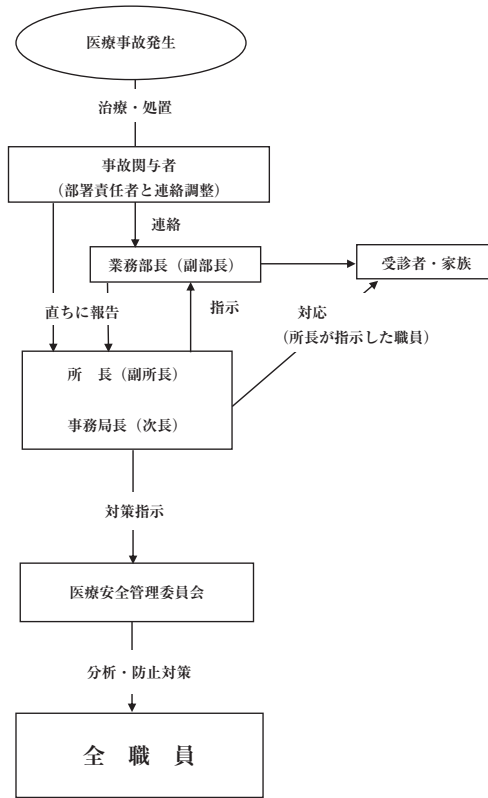 医療事故発生
治療・処置
事故関与者
（部署責任者と連絡調整）
連絡
業務部長（副部長）
受診者・家族
直ちに報告
指示
対応
（所長が指示した職員）
所　長（副所長）
事務局長（次長）
対策指示
医療安全管理委員会
分析・防止対策
全　職　員